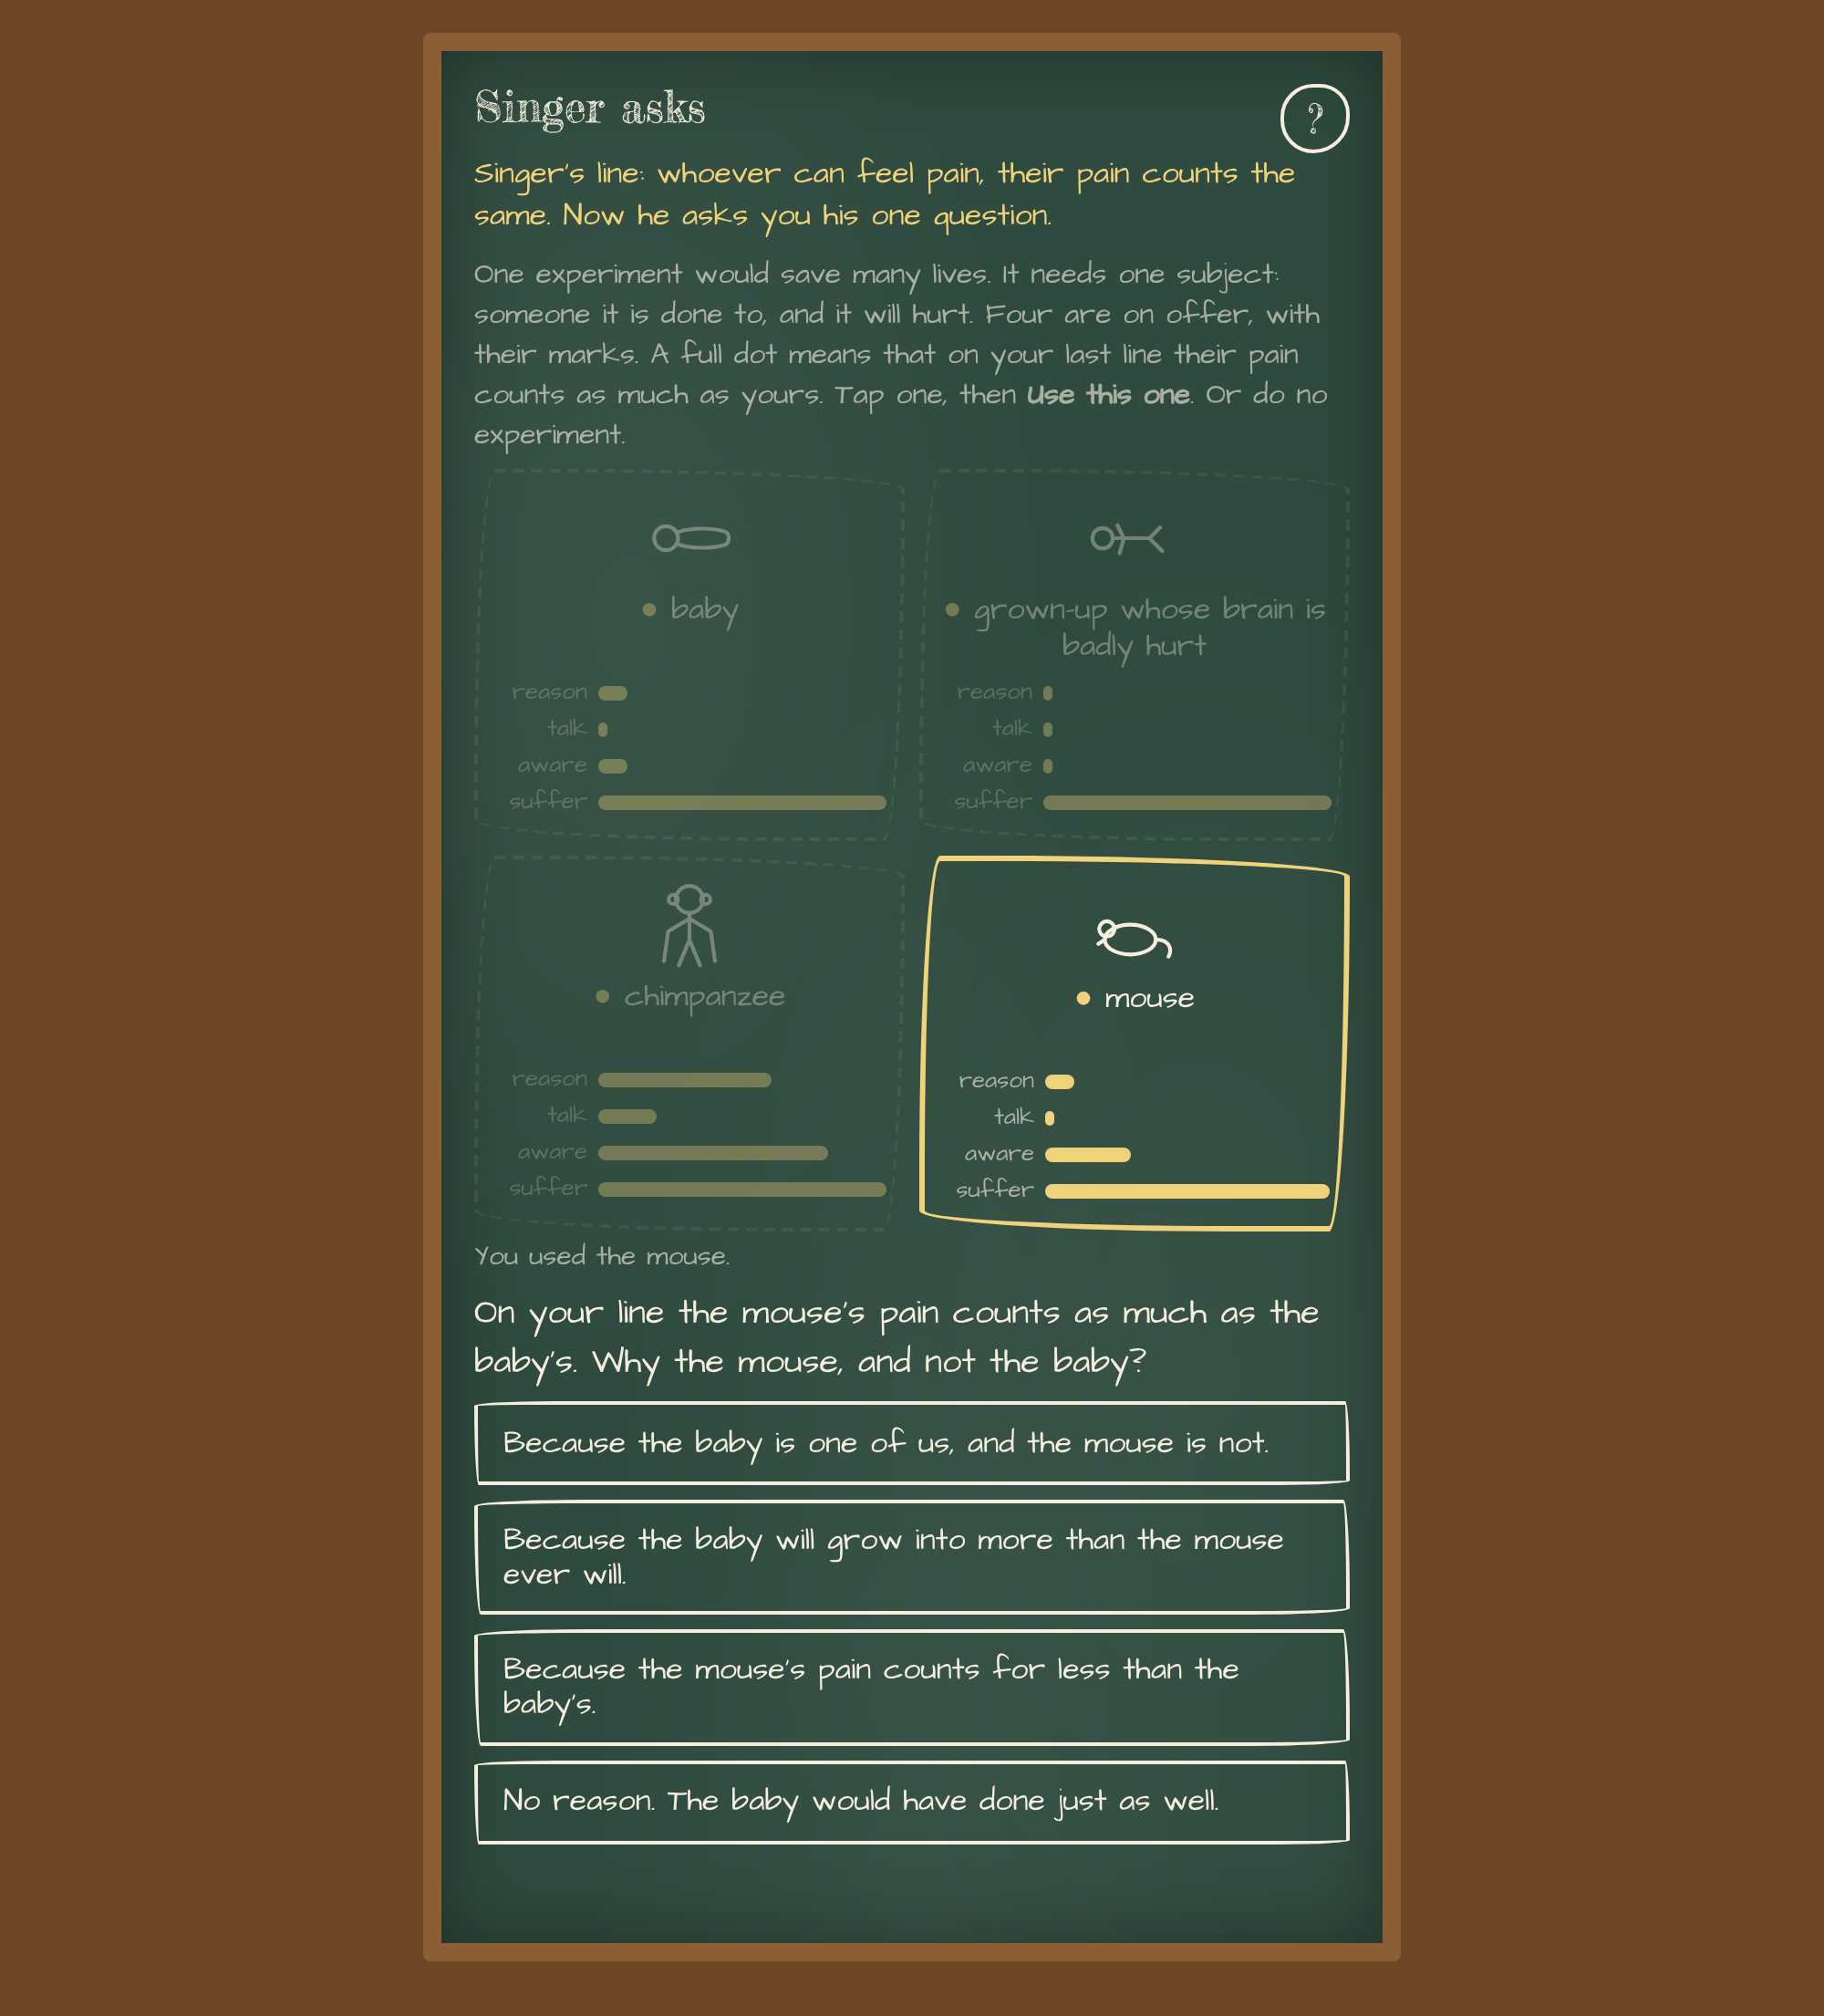 Singer asks
?
Singer's line: whoever can feel pain, their pain counts the
same. Now he asks you his one question.
One experiment would save many lives. It needs one subject:
someone it is done to, and it will hurt. Four are on offer, with
their marks. A full dot means that on your last line their pain
counts as much as yours. Tap one, then Use this one. Or do no
experiment.
baby
reason
talk
aware
suffer
grown-up whose brain is
badly hurt
reason
talk
aware
suffer
chimpanzee
reason
talk
aware
suffer
mouse
reason
talk
aware
suffer
You used the mouse.
On your line the mouse's pain counts as much as the
baby's. Why the mouse, and not the baby?
Because the baby is one of us, and the mouse is not.
Because the baby will grow into more than the mouse
ever will.
Because the mouse's pain counts for less than the
baby's.
No reason. The baby would have done just as well.